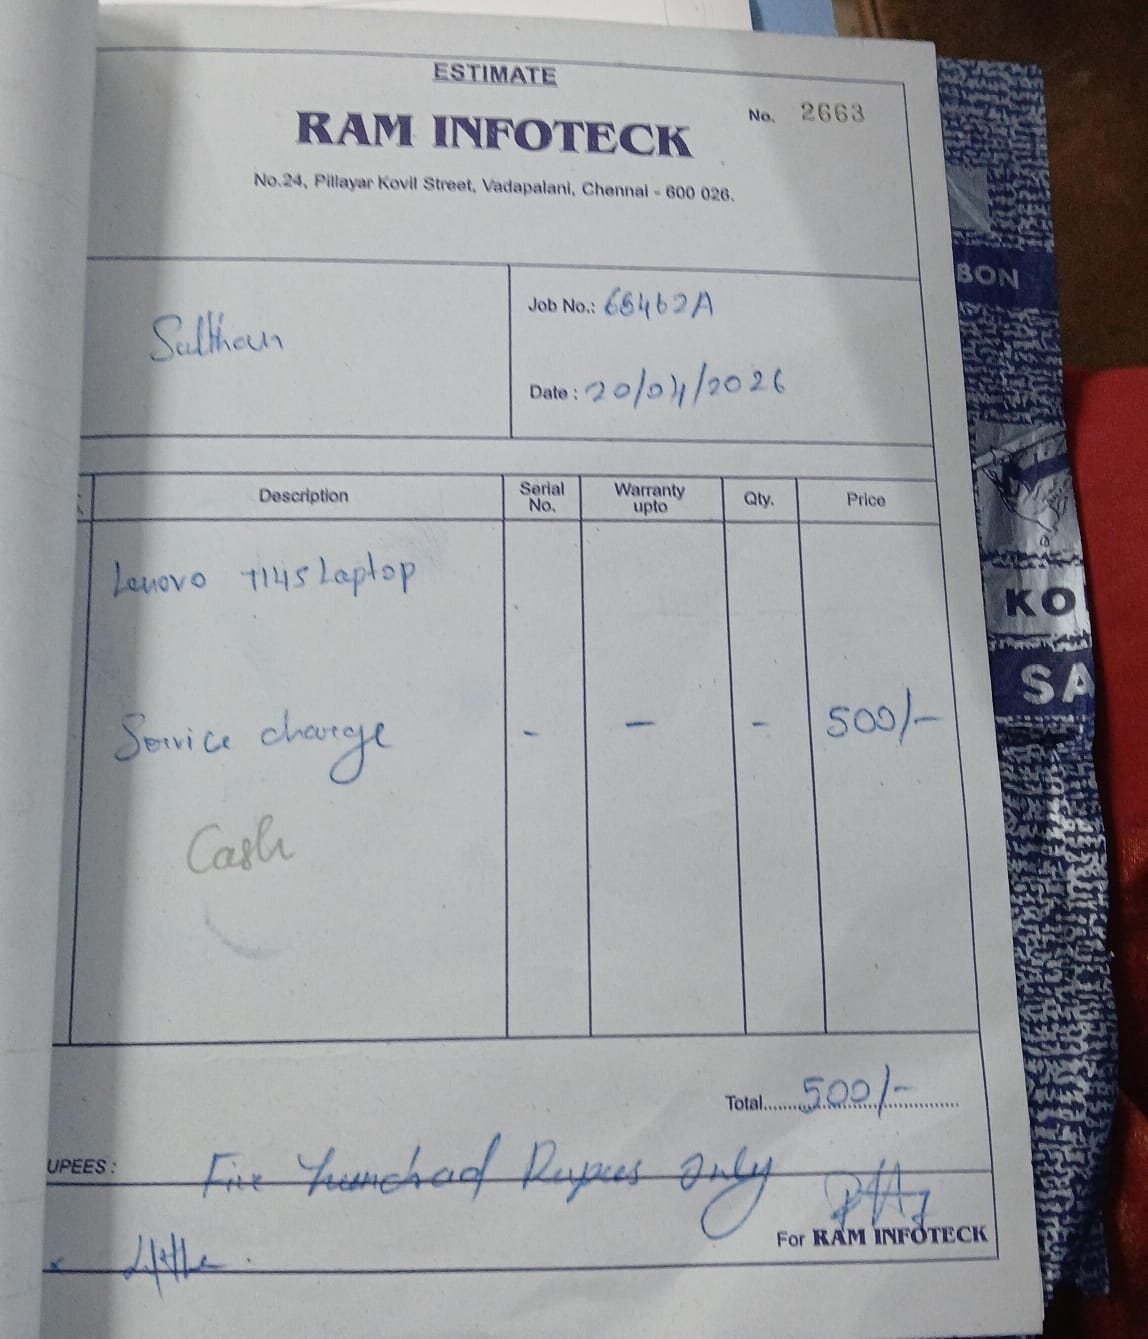 ESTIMATE
RAM INFOTECK
No. 2663
No.24, Pillayar Kovil Street, Vadapalani, Chennai - 600 026.
Salthan
Job No.: 68462A
Date : 20/04/2026
Description Serial No. Warranty upto Qty. Price
Lenovo T14s Laptop
Service charge - - - 500/-
Cash
Total 500/-
UPEES : Five hundred Rupees Only
For RAM INFOTECK
BON
KO
SA